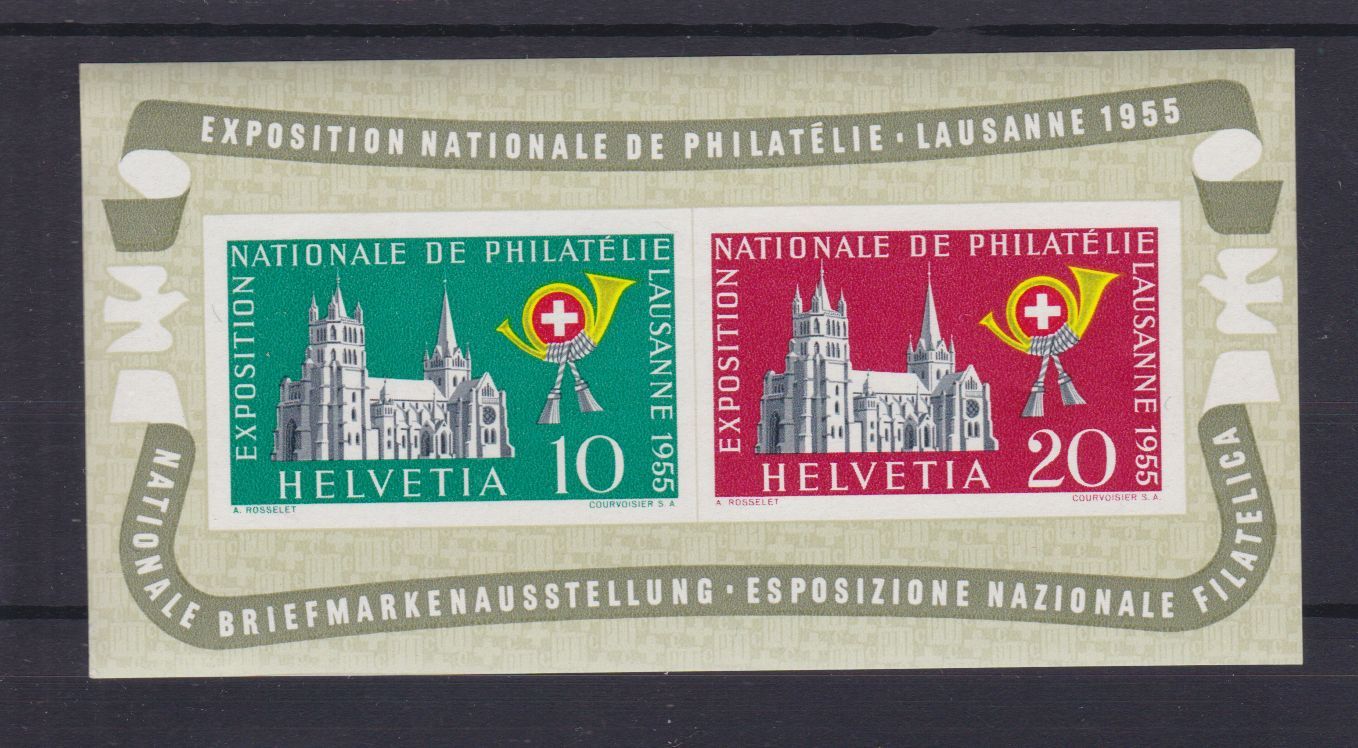 EXPOSITION NATIONALE DE PHILATÉLIE · LAUSANNE 1955
EXPOSITION
NATIONALE DE PHILATÉLIE
LAUSANNE 1955
10
HELVETIA
A. ROSSELET
COURVOISIER S. A
EXPOSITION
NATIONALE DE PHILATÉLIE
LAUSANNE 1955
20
HELVETIA
A. ROSSELET
COURVOISIER S. A.
NATIONALE BRIEFMARKENAUSSTELLUNG · ESPOSIZIONE NAZIONALE FILATELICA